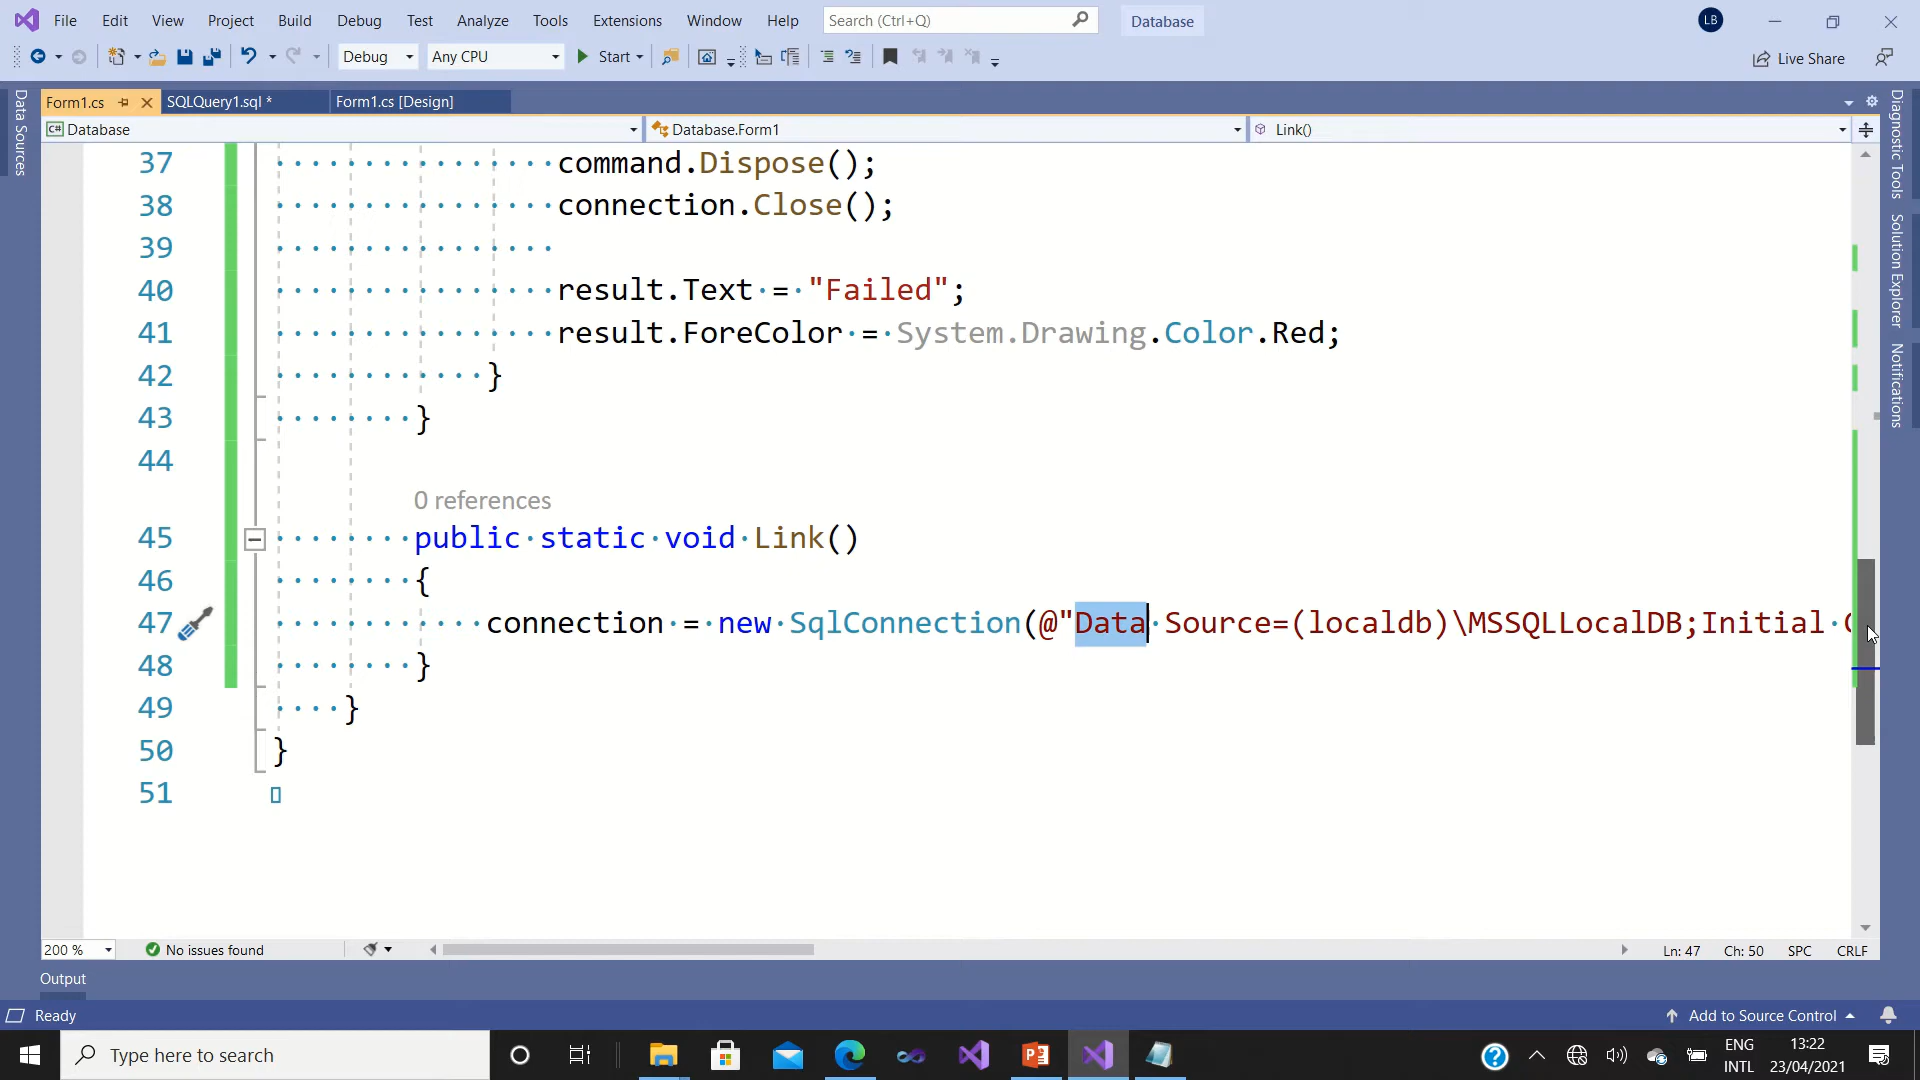 File Edit View Project Build Debug Test Analyze Tools Extensions Window Help Search (Ctrl+Q) Database LB
Debug Any CPU Start Live Share
Data Sources
Form1.cs SQLQuery1.sql * Form1.cs [Design]
C# Database Database.Form1 Link()
37 command.Dispose();
38 connection.Close();
39
40 result.Text = "Failed";
41 result.ForeColor = System.Drawing.Color.Red;
42 }
43 }
44
0 references
45 public static void Link()
46 {
47 connection = new SqlConnection(@"Data Source=(localdb)\MSSQLLocalDB;Initial
48 }
49 }
50 }
51
Diagnostic Tools
Solution Explorer
Notifications
200 % No issues found Ln: 47 Ch: 50 SPC CRLF
Output
Ready Add to Source Control
Type here to search
ENG
INTL
13:22
23/04/2021